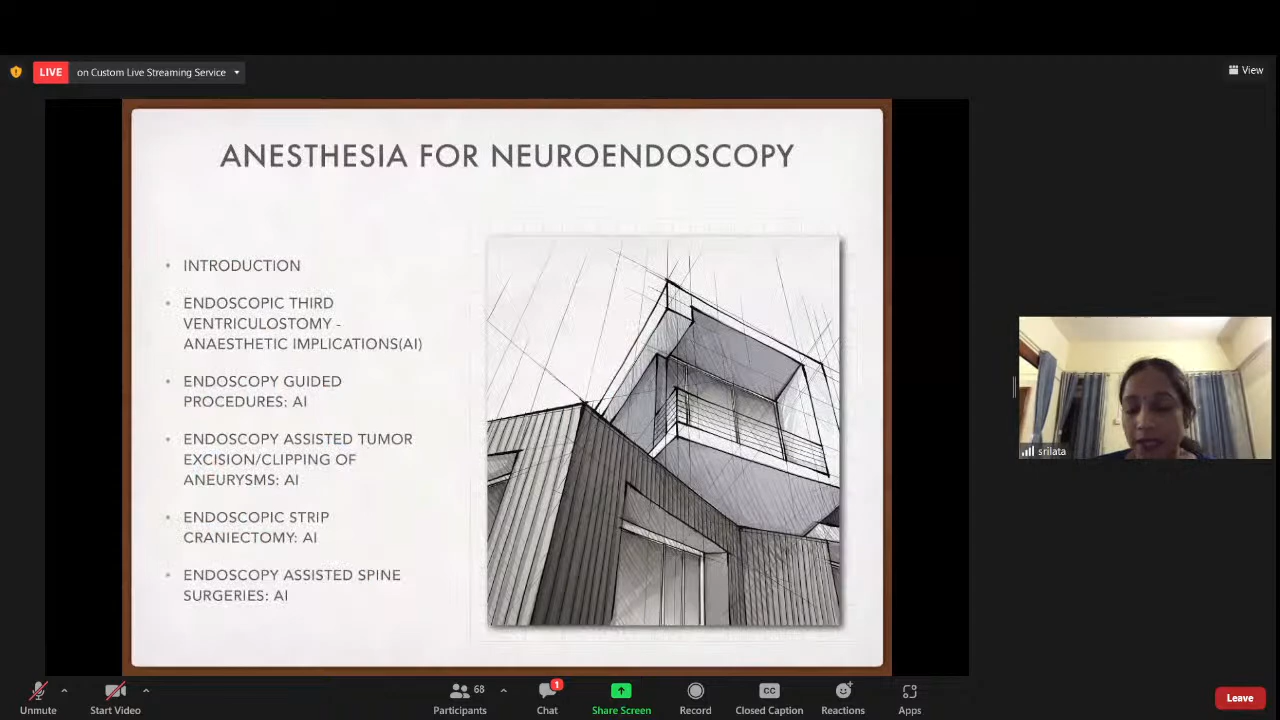 LIVE
on Custom Live Streaming Service
View
ANESTHESIA FOR NEUROENDOSCOPY
• INTRODUCTION
• ENDOSCOPIC THIRD
VENTRICULOSTOMY -
ANAESTHETIC IMPLICATIONS(AI)
• ENDOSCOPY GUIDED
PROCEDURES: AI
• ENDOSCOPY ASSISTED TUMOR
EXCISION/CLIPPING OF
ANEURYSMS: AI
• ENDOSCOPIC STRIP
CRANIECTOMY: AI
• ENDOSCOPY ASSISTED SPINE
SURGERIES: AI
srilata
Unmute
Start Video
68
Participants
1
Chat
Share Screen
Record
CC
Closed Caption
Reactions
Apps
Leave